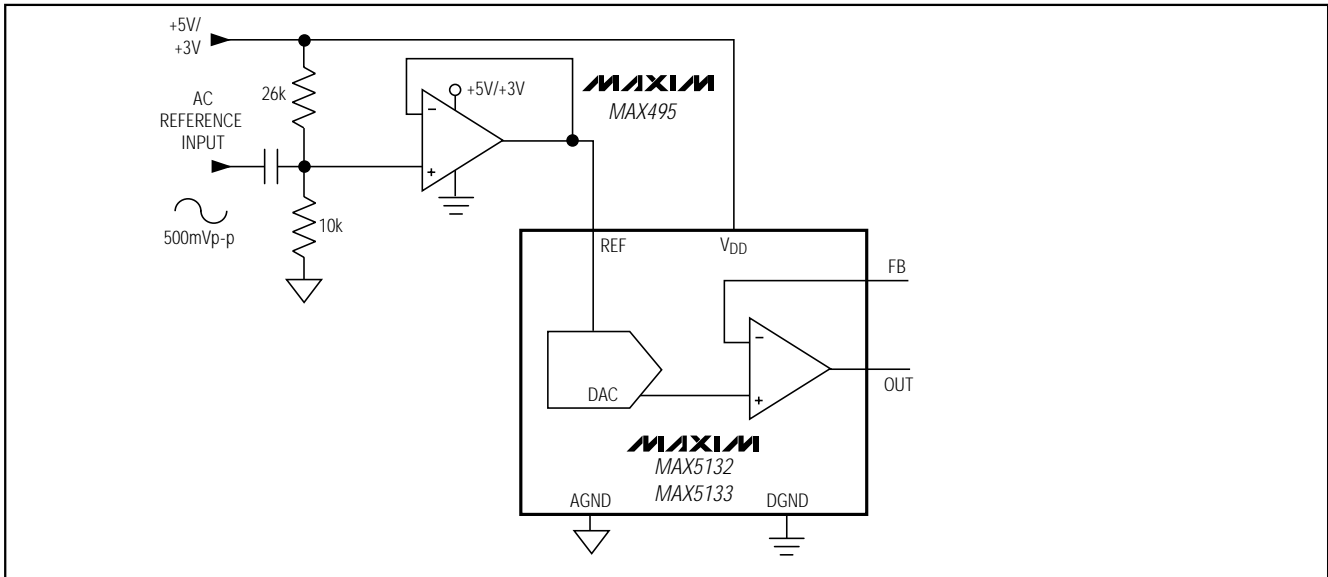 +5V/
+3V
26k
AC
REFERENCE
INPUT
+5V/+3V
MAXIM
MAX495
−
+
10k
500mVp-p
REF
VDD
FB
−
DAC
+
OUT
MAXIM
MAX5132
MAX5133
AGND
DGND